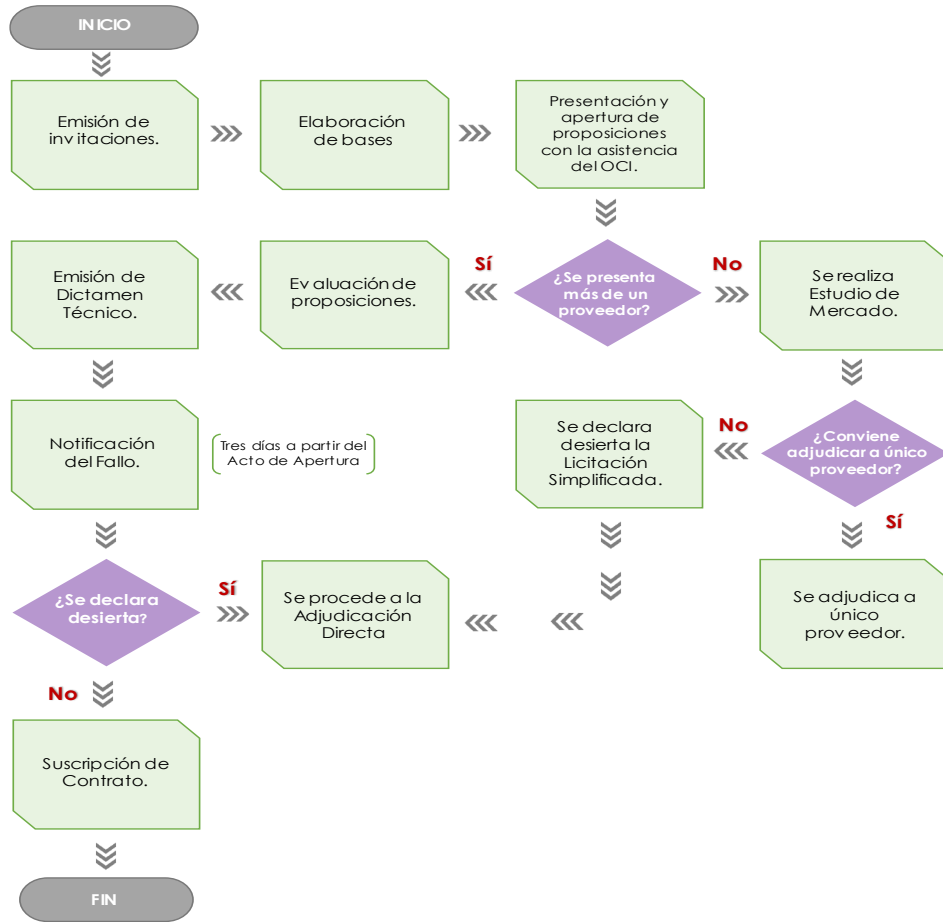 INICIO
Emisión de
invitaciones.
Elaboración
de bases
Presentación y
apertura de
proposiciones
con la asistencia
del OCI.
¿Se presenta
más de un
proveedor?
Sí
No
Evaluación de
proposiciones.
Emisión de
Dictamen
Técnico.
Se realiza
Estudio de
Mercado.
Notificación
del Fallo.
Tres días a partir del
Acto de Apertura
Se declara
desierta la
Licitación
Simplificada.
No
¿Conviene
adjudicar a único
proveedor?
Sí
¿Se declara
desierta?
Sí
Se procede a la
Adjudicación
Directa
Se adjudica a
único
proveedor.
No
Suscripción de
Contrato.
FIN